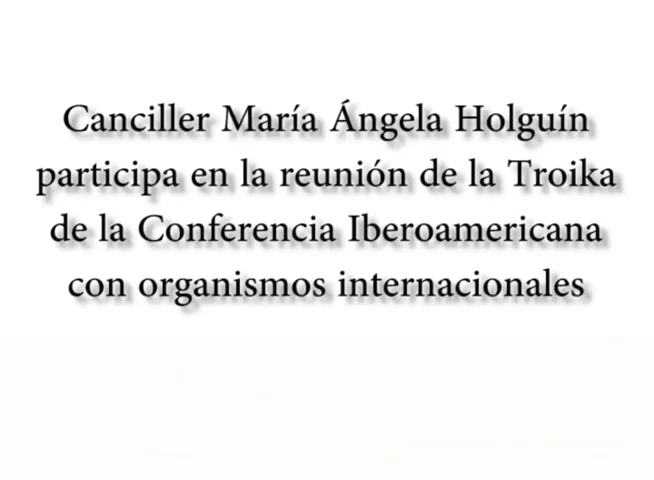 Canciller María Ángela Holguín
participa en la reunión de la Troika
de la Conferencia Iberoamericana
con organismos internacionales